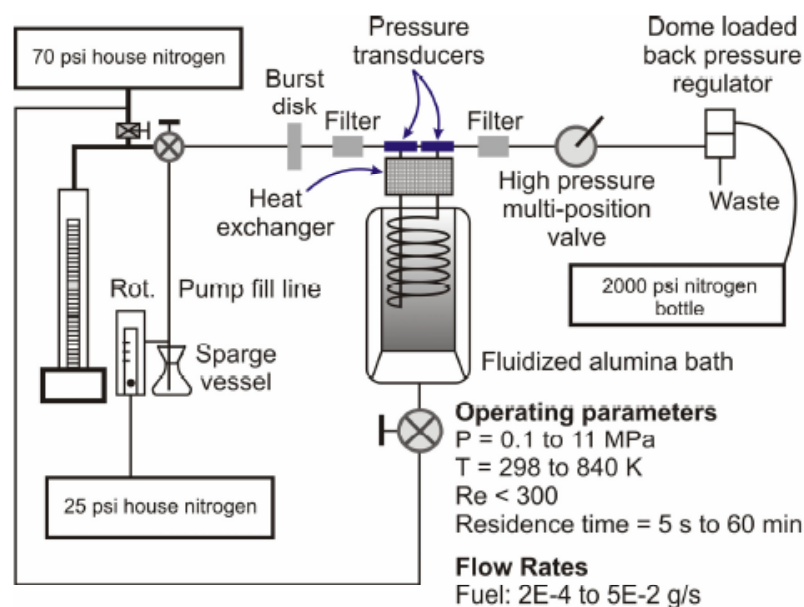 70 psi house nitrogen
Pressure
transducers
Dome loaded
back pressure
regulator
Burst
disk
Filter
Filter
Heat
exchanger
High pressure
multi-position
valve
Waste
Rot.
Pump fill line
2000 psi nitrogen
bottle
Sparge
vessel
Fluidized alumina bath
25 psi house nitrogen
Operating parameters
P = 0.1 to 11 MPa
T = 298 to 840 K
Re < 300
Residence time = 5 s to 60 min
Flow Rates
Fuel: 2E-4 to 5E-2 g/s